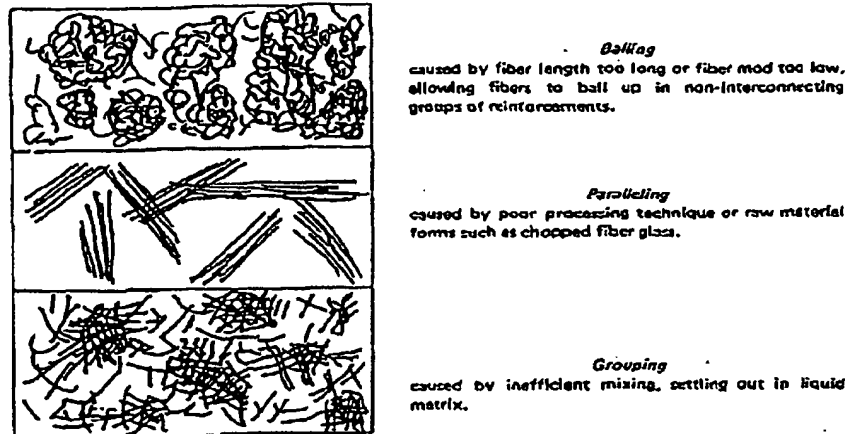 Balling
caused by fiber length too long or fiber mod too low,
allowing fibers to ball up in non-interconnecting
groups of reinforcements.
Paralleling
caused by poor processing technique or raw material
forms such as chopped fiber glass.
Grouping
caused by inefficient mixing, settling out in liquid
matrix.